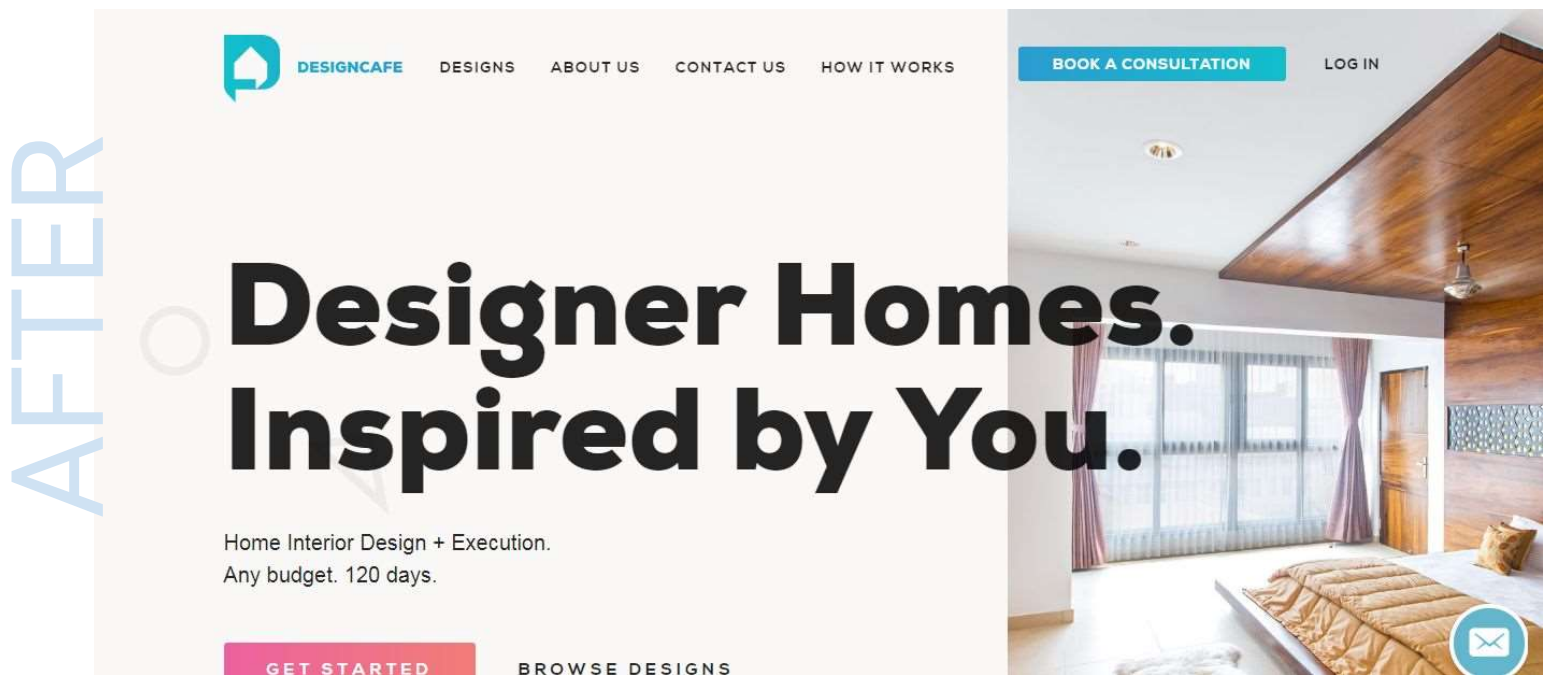 DESIGNCAFE DESIGNS ABOUT US CONTACT US HOW IT WORKS BOOK A CONSULTATION LOG IN
AFTER
Designer Homes.
Inspired by You.
Home Interior Design + Execution.
Any budget. 120 days.
GET STARTED BROWSE DESIGNS